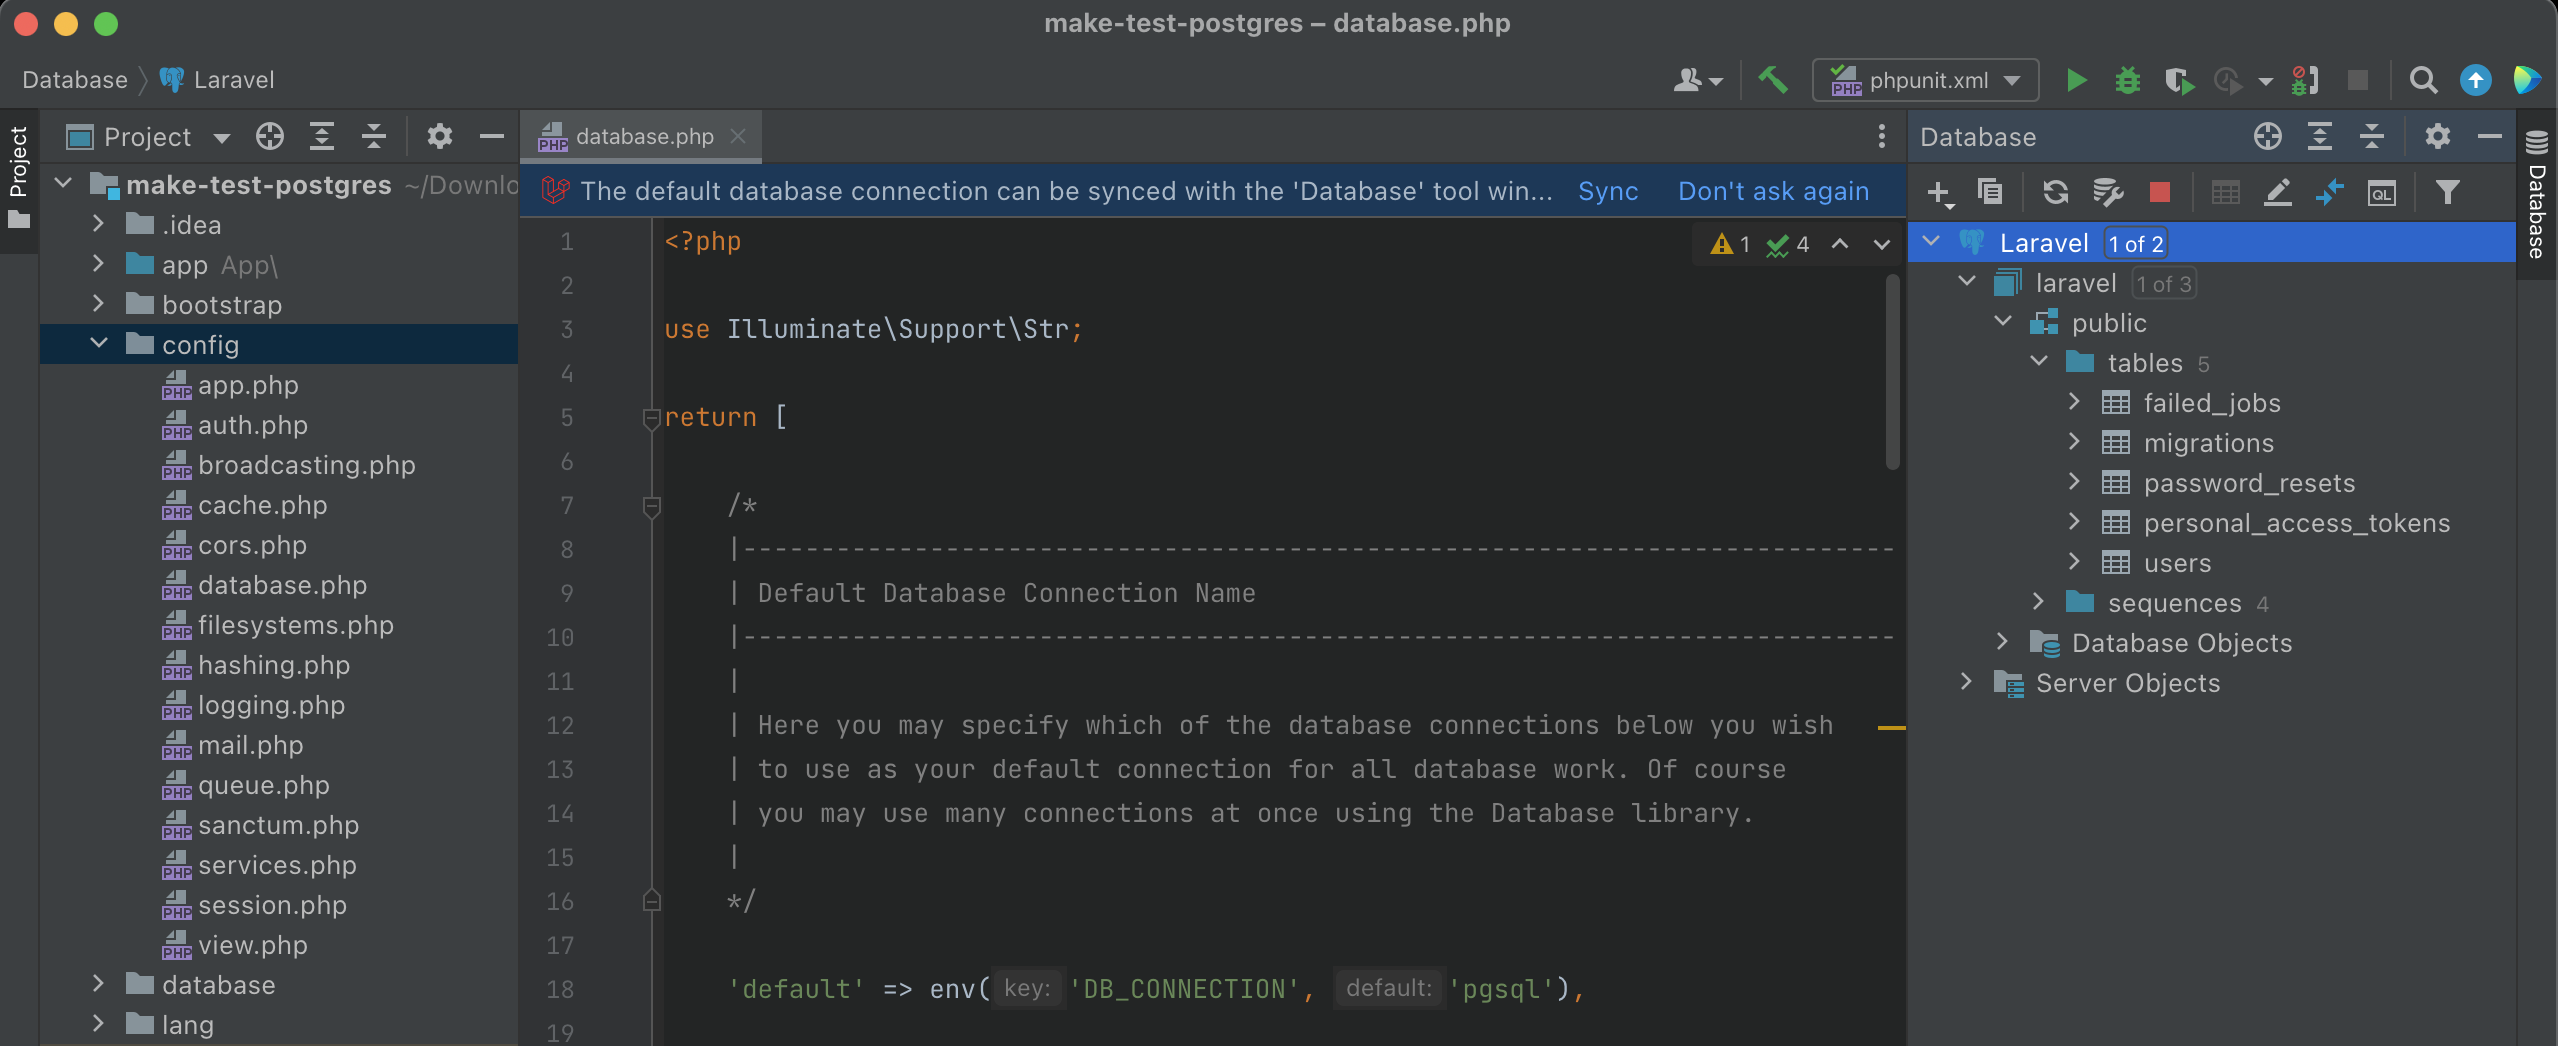 make-test-postgres – database.php
Database
Laravel
phpunit.xml
Project
Project
make-test-postgres ~/Downlo
.idea
app App\
bootstrap
config
app.php
auth.php
broadcasting.php
cache.php
cors.php
database.php
filesystems.php
hashing.php
logging.php
mail.php
queue.php
sanctum.php
services.php
session.php
view.php
database
lang
database.php
The default database connection can be synced with the 'Database' tool win... Sync Don't ask again
1 4
1 <?php
2
3 use Illuminate\Support\Str;
4
5 return [
6
7 /*
8 |--------------------------------------------------------------------------
9 | Default Database Connection Name
10 |--------------------------------------------------------------------------
11 |
12 | Here you may specify which of the database connections below you wish
13 | to use as your default connection for all database work. Of course
14 | you may use many connections at once using the Database library.
15 |
16 */
17
18 'default' => env( key: 'DB_CONNECTION', default: 'pgsql'),
19
Database
QL
Laravel 1 of 2
laravel 1 of 3
public
tables 5
failed_jobs
migrations
password_resets
personal_access_tokens
users
sequences 4
Database Objects
Server Objects
Database